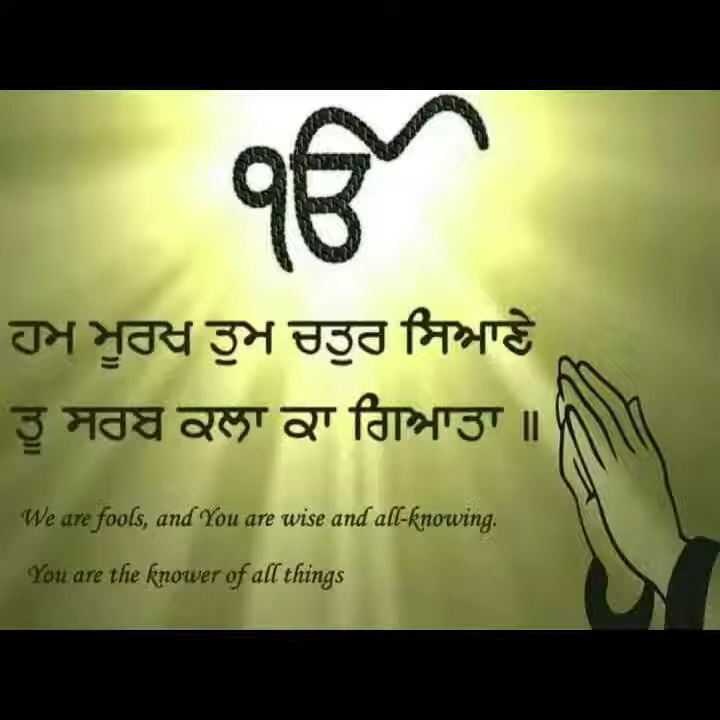 ੴ
ਹਮ ਮੂਰਖ ਤੁਮ ਚਤੁਰ ਸਿਆਣੇ
ਤੂ ਸਰਬ ਕਲਾ ਕਾ ਗਿਆਤਾ ॥
We are fools, and You are wise and all-knowing.
You are the knower of all things